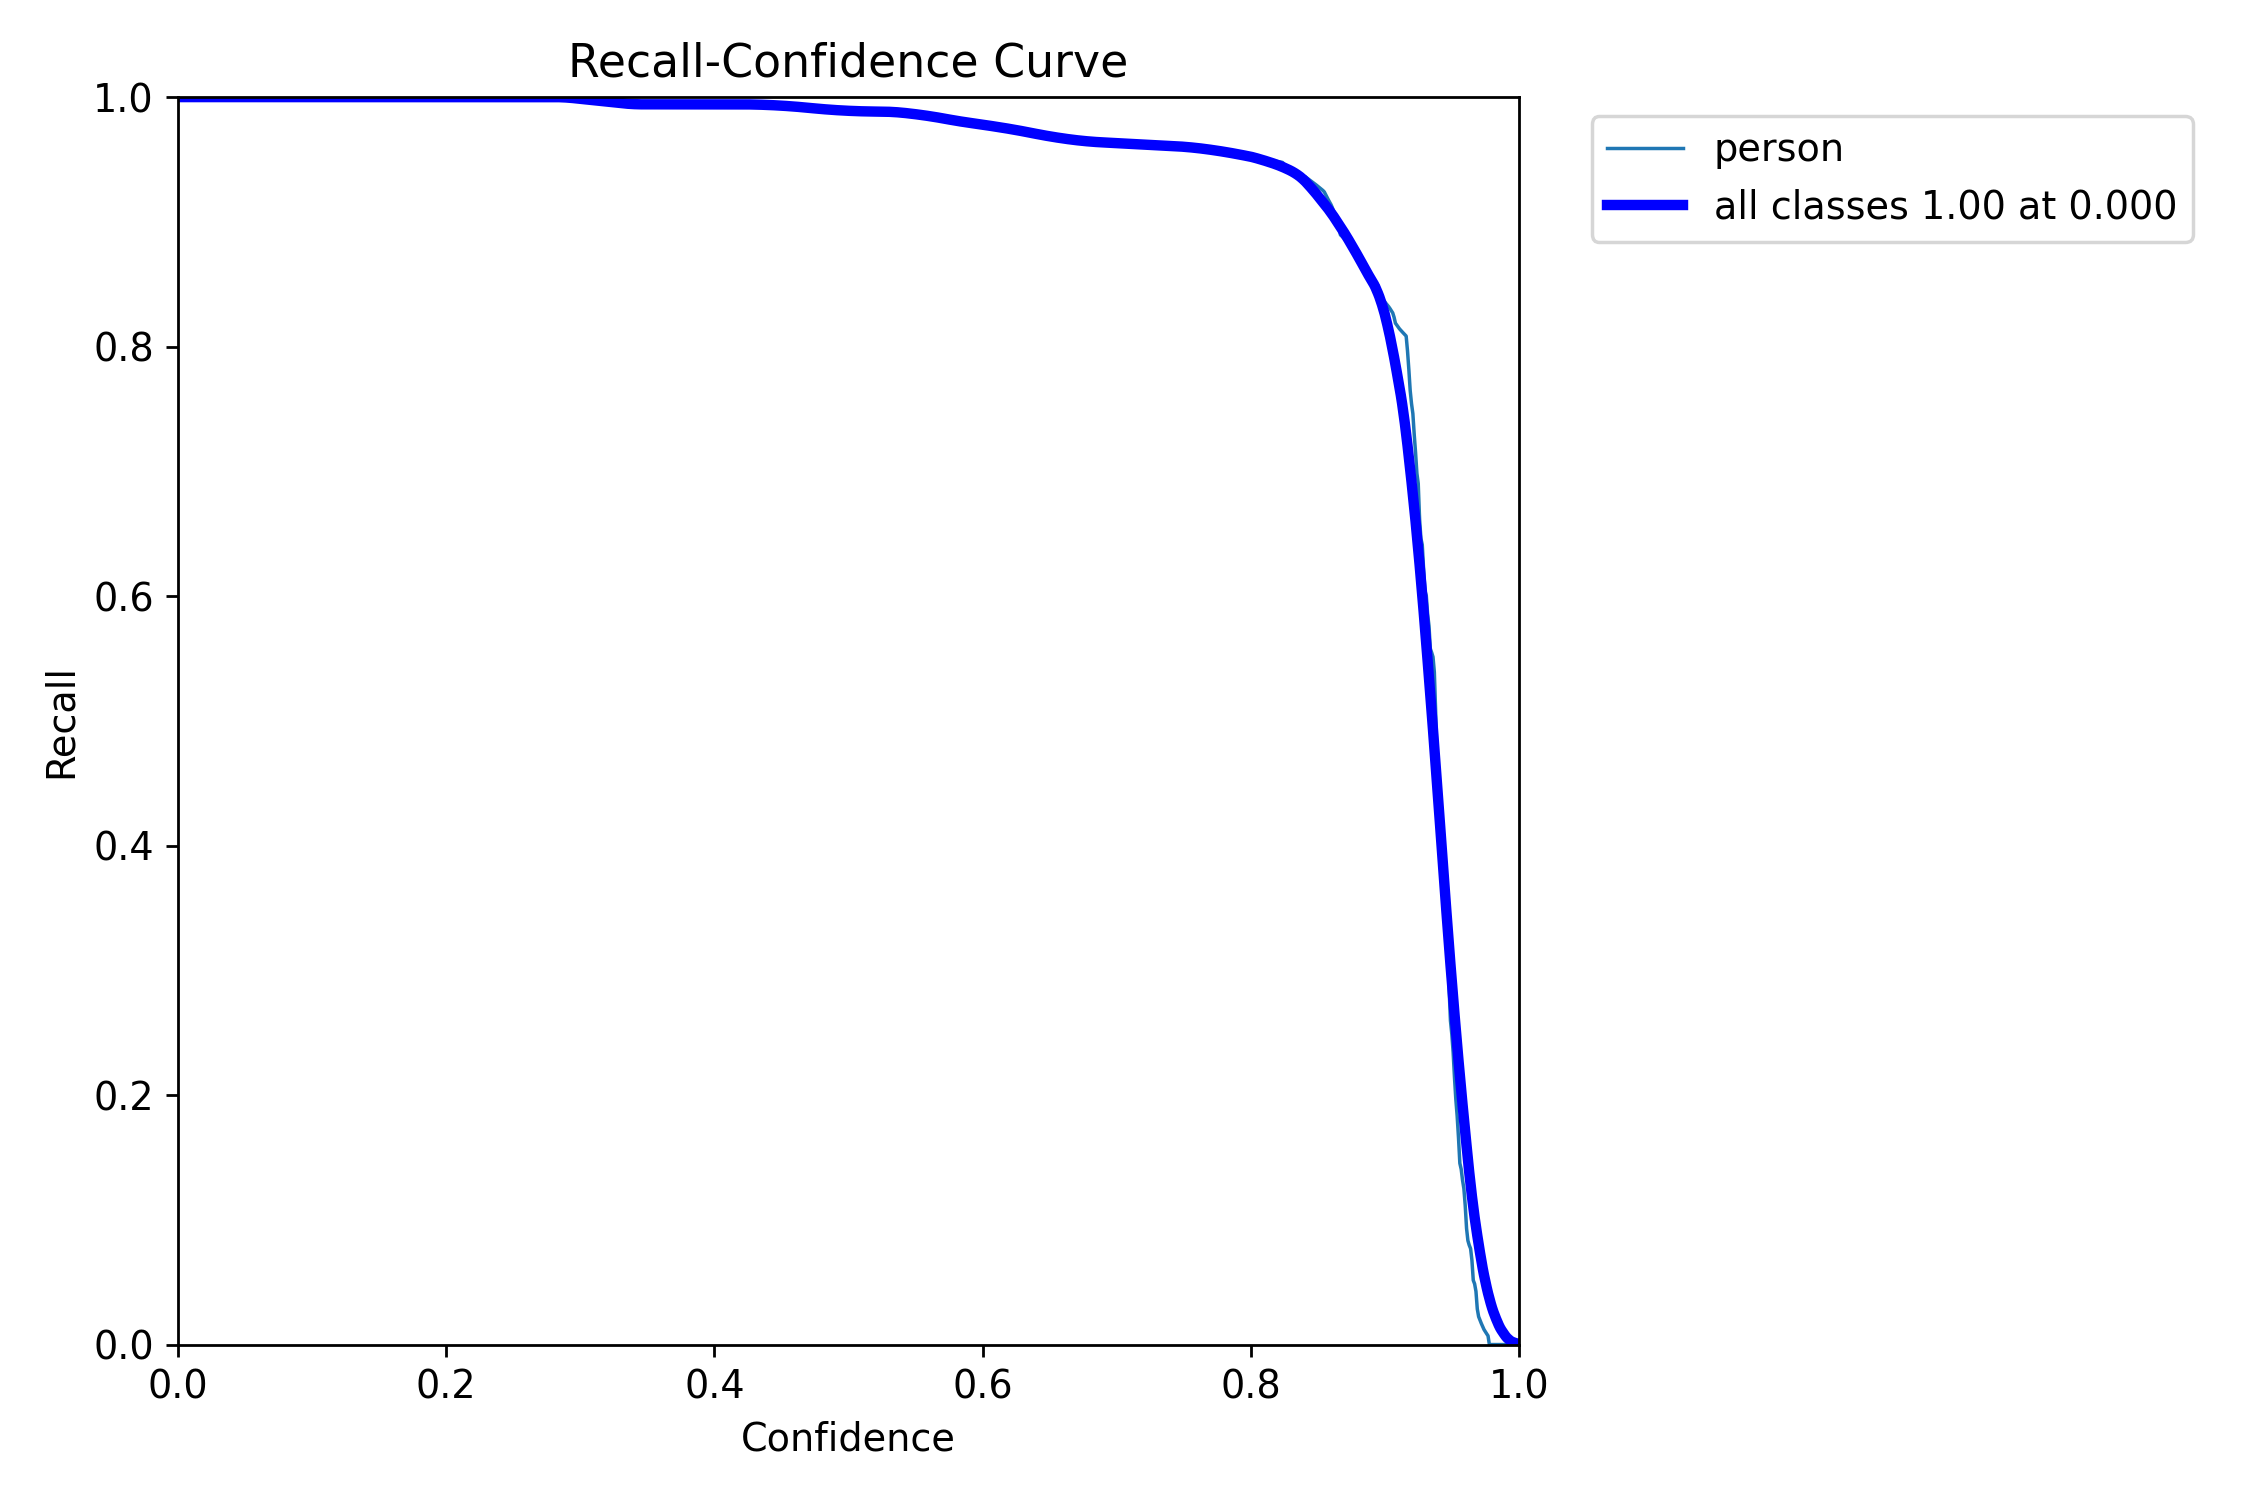 Recall-Confidence Curve
1.0
0.8
0.6
0.4
0.2
0.0
Recall
0.0 0.2 0.4 0.6 0.8 1.0
Confidence
person
all classes 1.00 at 0.000